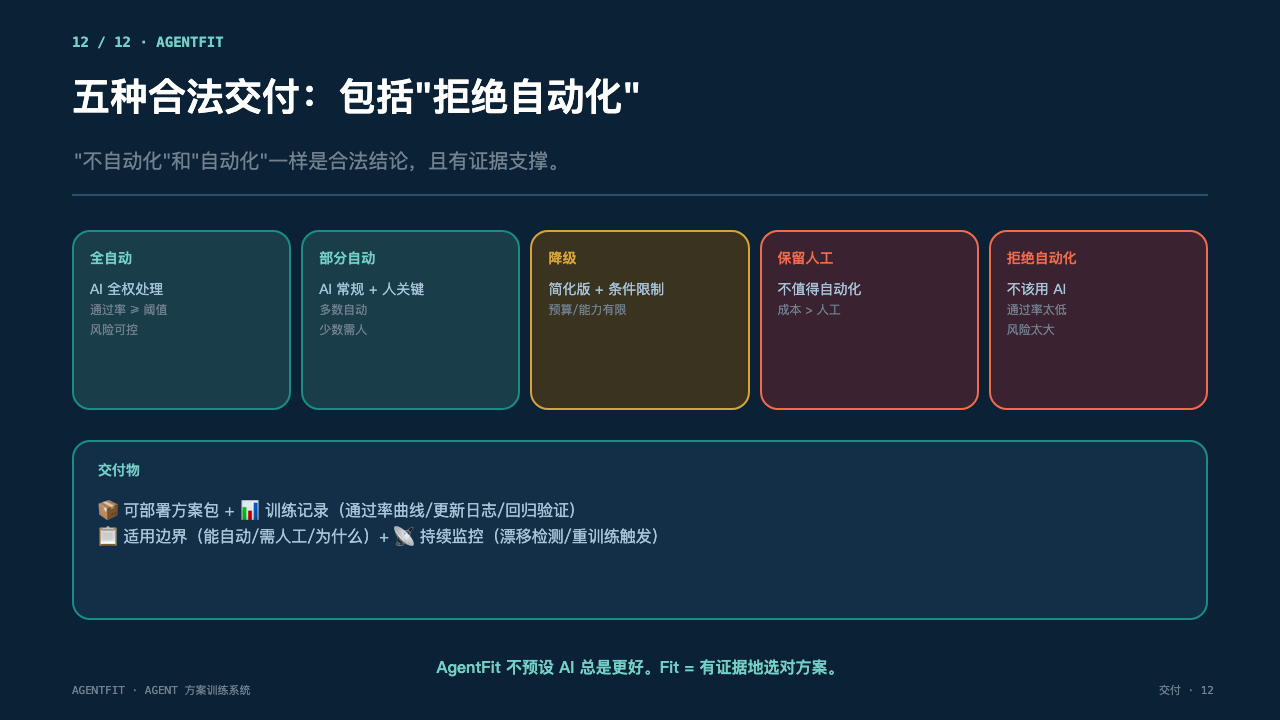 12 / 12 · AGENTFIT
五种合法交付：包括"拒绝自动化"
"不自动化"和"自动化"一样是合法结论，且有证据支撑。
全自动
AI 全权处理
通过率 ≥ 阈值
风险可控
部分自动
AI 常规 + 人关键
多数自动
少数需人
降级
简化版 + 条件限制
预算/能力有限
保留人工
不值得自动化
成本 > 人工
拒绝自动化
不该用 AI
通过率太低
风险太大
交付物
📦 可部署方案包 + 📊 训练记录（通过率曲线/更新日志/回归验证）
📋 适用边界（能自动/需人工/为什么）+ 📡 持续监控（漂移检测/重训练触发）
AgentFit 不预设 AI 总是更好。Fit = 有证据地选对方案。
AGENTFIT · AGENT 方案训练系统
交付 · 12